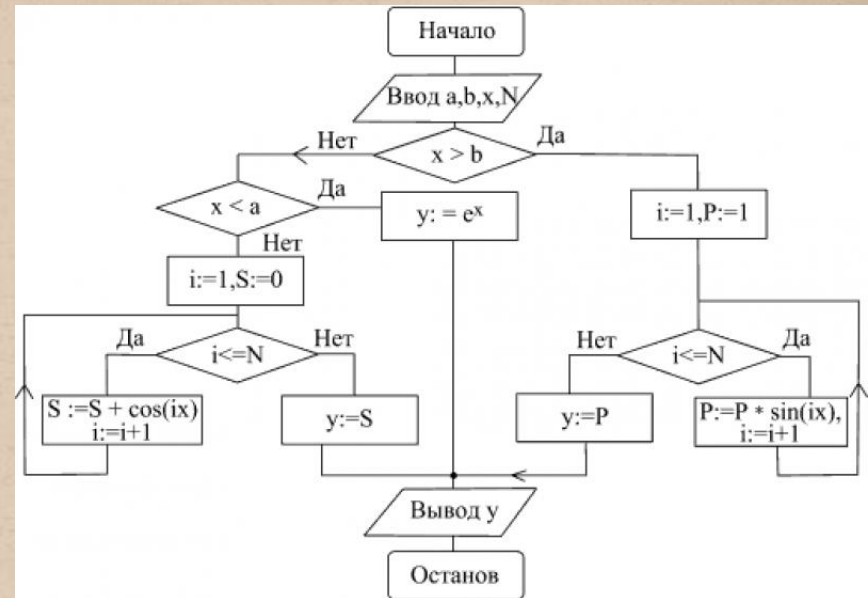 Начало
Ввод a,b,x,N
Нет
Да
x > b
x < a
Да
y: = eˣ
i:=1,P:=1
Нет
i:=1,S:=0
Да
i<=N
Нет
Нет
i<=N
Да
S :=S + cos(ix)
i:=i+1
y:=S
y:=P
P:=P * sin(ix),
i:=i+1
Вывод y
Останов